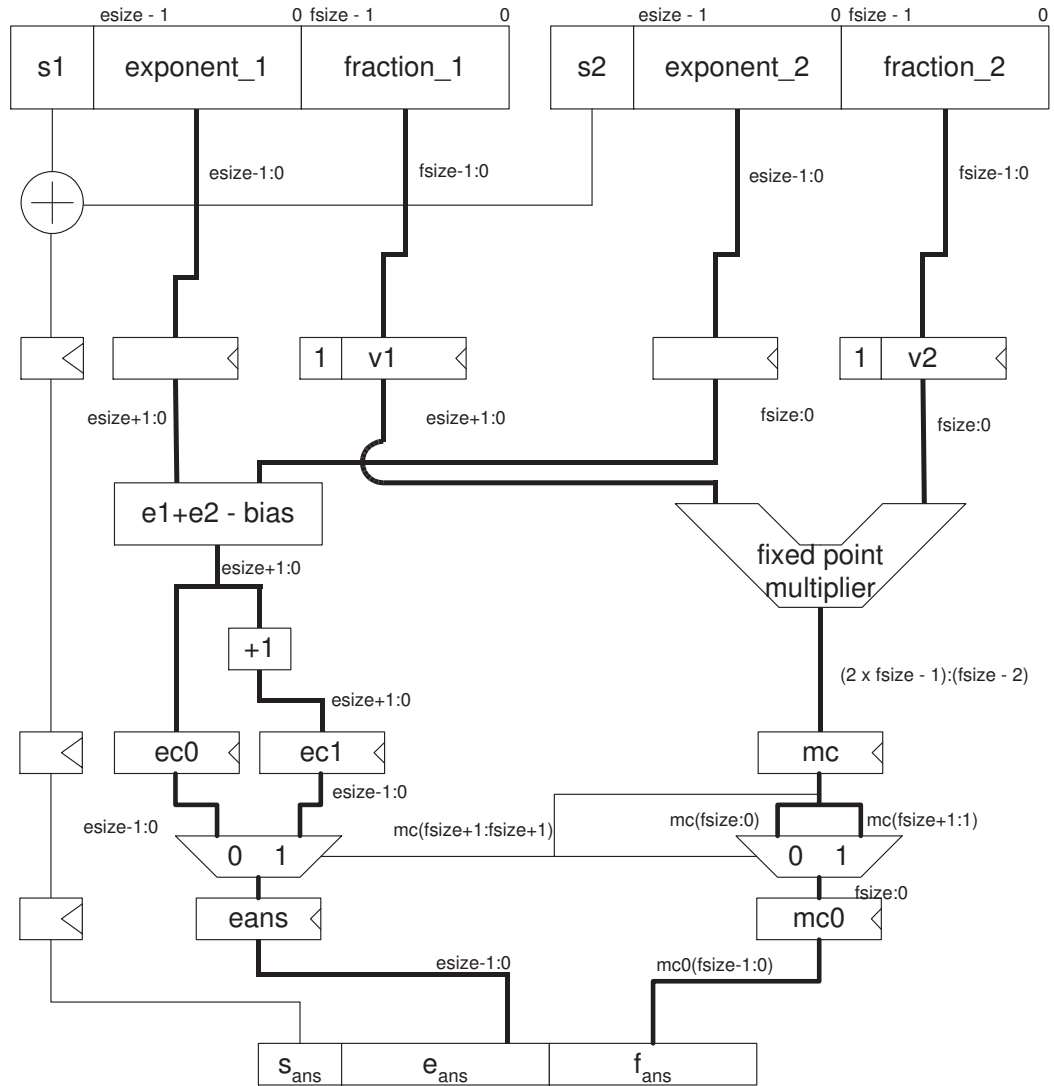 esize - 1 0 fsize - 1 0 esize - 1 0 fsize - 1 0
s1 exponent_1 fraction_1 s2 exponent_2 fraction_2
esize-1:0 fsize-1:0 esize-1:0 fsize-1:0
1 v1 1 v2
esize+1:0 esize+1:0 fsize:0 fsize:0
e1+e2 - bias
fixed point
multiplier
esize+1:0
+1
(2 x fsize - 1):(fsize - 2)
esize+1:0
ec0 ec1 mc
esize-1:0
esize-1:0 mc(fsize+1:fsize+1) mc(fsize:0) mc(fsize+1:1)
0 1 0 1
fsize:0
eans mc0
esize-1:0 mc0(fsize-1:0)
sans eans fans